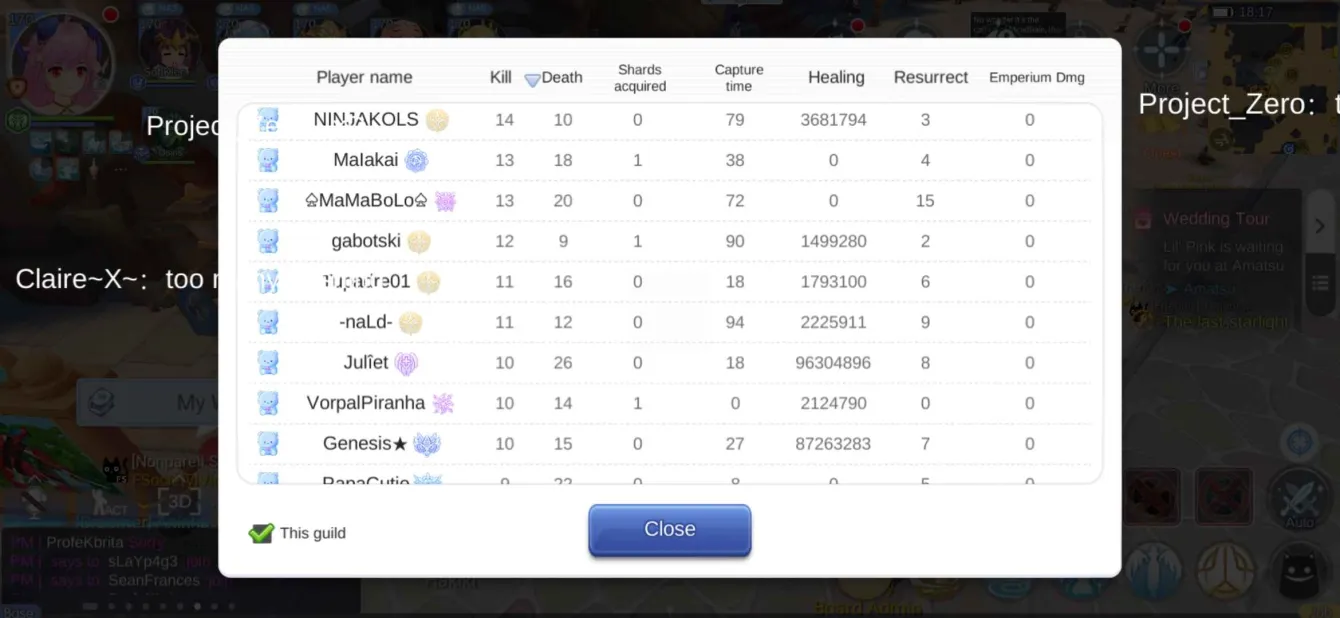 18:17
Player name Kill Death Shards acquired Capture time Healing Resurrect Emperium Dmg
NINJAKOLS 14 10 0 79 3681794 3 0
Malakai 13 18 1 38 0 4 0
♤MaMaBoLo♤ 13 20 0 72 0 15 0
gabotski 12 9 1 90 1499280 2 0
Tupadre01 11 16 0 18 1793100 6 0
-naLd- 11 12 0 94 2225911 9 0
Julîet 10 26 0 18 96304896 8 0
VorpalPiranha 10 14 1 0 2124790 0 0
Genesis★ 10 15 0 27 87263283 7 0
PapaCutie 9 22 0 8 0 5 0
This guild
Close
Projec
Project_Zero:
Claire~X~: too
Wedding Tour
Lil' Pink is waiting
for you at Amatsu
Amatsu
The last starlight
My
3D
ACT
PM ProfeKbrita Sorry
PM says to sLaYp4g3
PM says to SeanFrances
Auto
More
Base
Board Admin